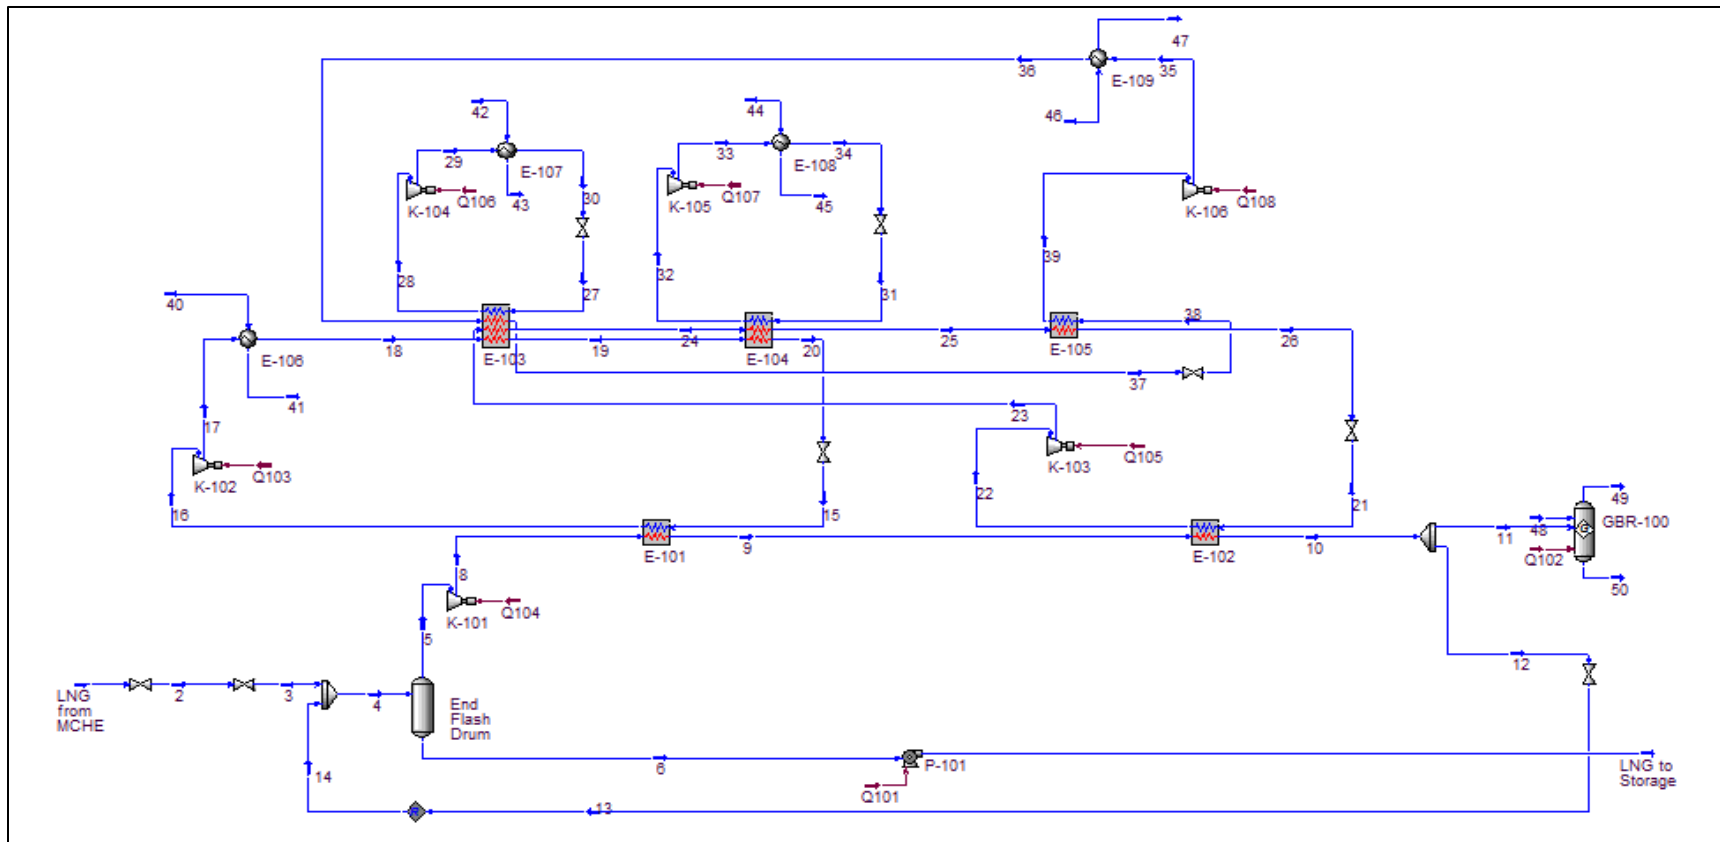 47
36
35
E-109
42
44
46
29
E-107
33
E-108
34
K-104
Q106
43
30
K-105
Q107
45
K-106
Q108
39
28
27
32
31
40
38
18
E-103
19
24
E-104
20
25
E-105
26
E-106
37
41
23
17
K-103
Q105
K-102
Q103
22
21
16
15
49
GBR-100
48
11
E-101
9
E-102
10
Q102
8
50
K-101
Q104
5
12
LNG
from
MCHE
2
3
4
End
Flash
Drum
6
P-101
LNG to
Storage
14
Q101
R
13
G